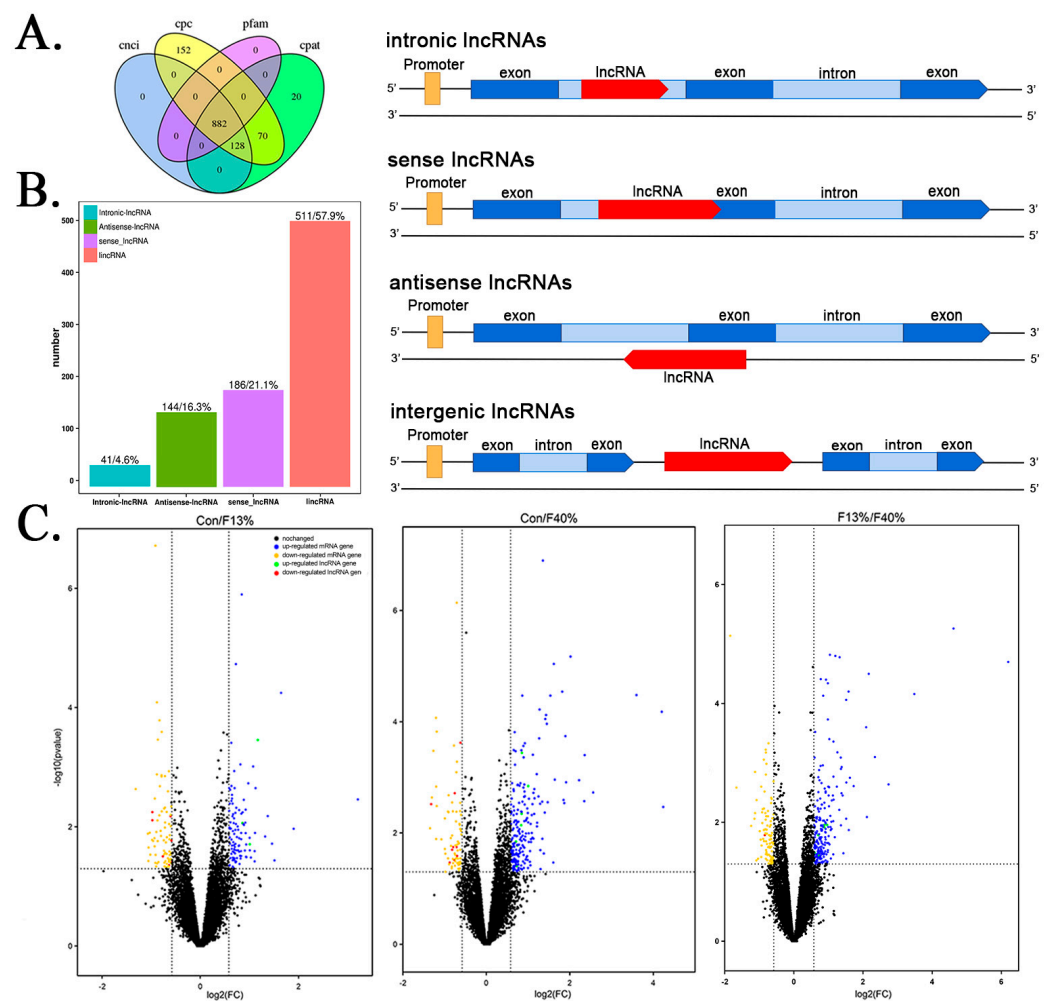 A.
cnci
cpc
pfam
cpat
152
0
0
0
0
0
0
20
0
882
0
0
128
70
0
B.
Intronic-lncRNA
Antisense-lncRNA
sense_lncRNA
lincRNA
number
500
400
300
200
100
0
41/4.6%
144/16.3%
186/21.1%
511/57.9%
Intronic-lncRNA
Antisense-lncRNA
sense_lncRNA
lincRNA
intronic lncRNAs
Promoter
exon
lncRNA
exon
intron
exon
5'
3'
3'
5'
sense lncRNAs
Promoter
exon
lncRNA
exon
intron
exon
5'
3'
3'
5'
antisense lncRNAs
Promoter
exon
exon
intron
exon
5'
3'
3'
5'
lncRNA
intergenic lncRNAs
Promoter
exon
intron
exon
lncRNA
exon
intron
exon
5'
3'
3'
5'
C.
Con/F13%
nochanged
up-regulated mRNA gene
down-regulated mRNA gene
up-regulated lncRNA gene
down-regulated lncRNA gen
-log10(pvalue)
6
4
2
0
-2
0
2
log2(FC)
Con/F40%
6
4
2
0
-2
0
2
4
log2(FC)
F13%/F40%
6
4
2
0
-2
0
2
4
6
log2(FC)